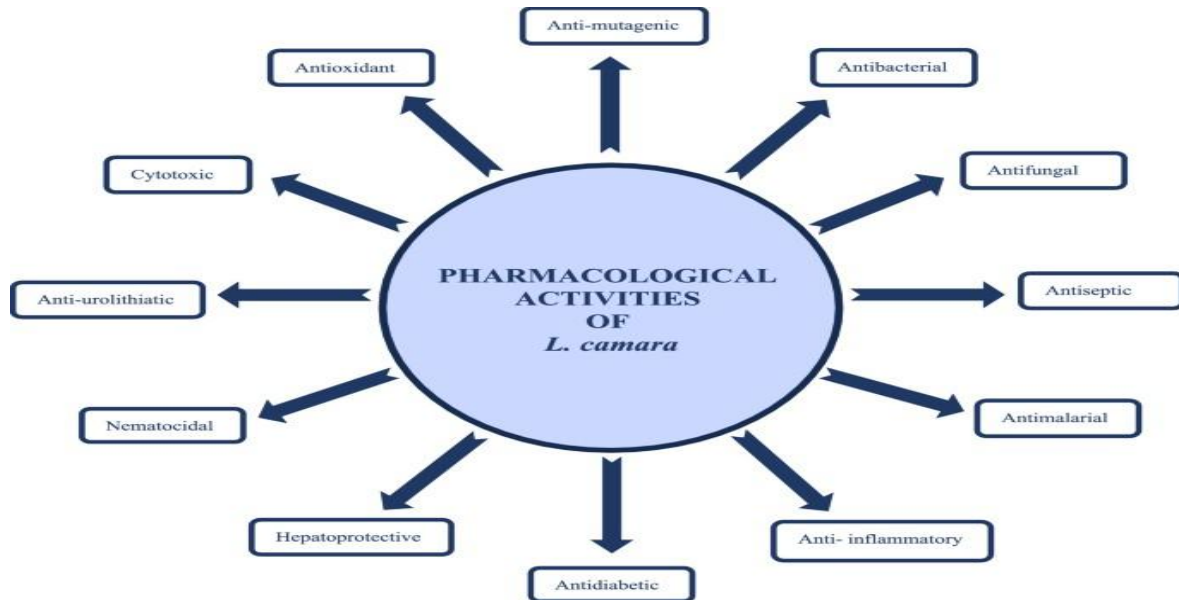 Anti-mutagenic
Antioxidant
Antibacterial
Cytotoxic
Antifungal
PHARMACOLOGICAL
ACTIVITIES
OF
L. camara
Anti-urolithiatic
Antiseptic
Nematocidal
Antimalarial
Hepatoprotective
Anti- inflammatory
Antidiabetic